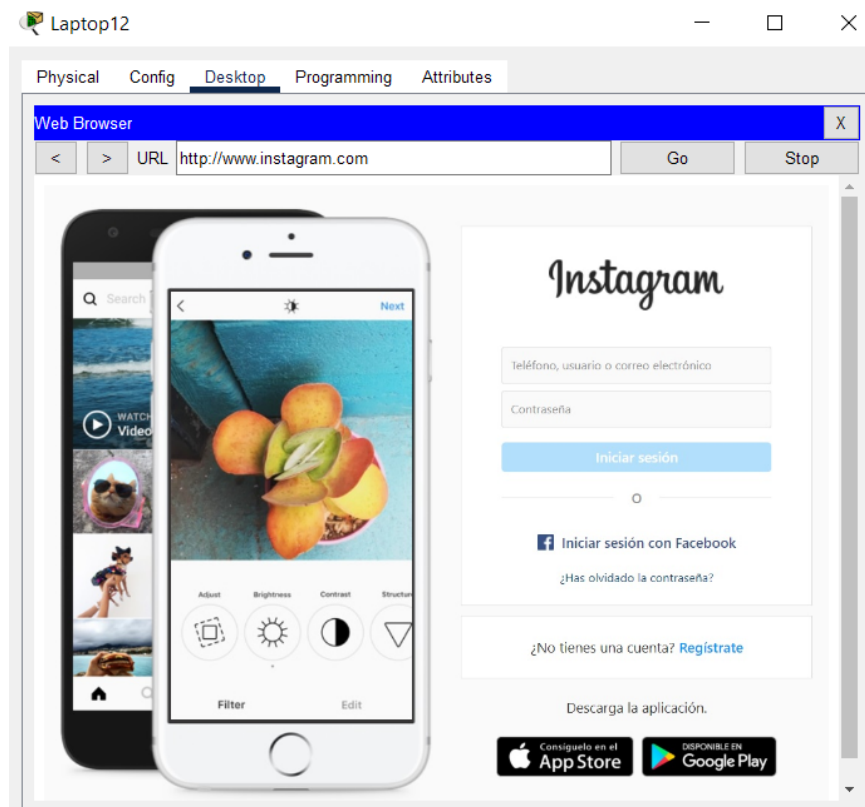 Laptop12
Physical Config Desktop Programming Attributes
Web Browser X
< > URL http://www.instagram.com Go Stop
Search
Next
WATCH
Video
Adjust Brightness Contrast Structure
Filter Edit
Instagram
Teléfono, usuario o correo electrónico
Contraseña
Iniciar sesión
O
Iniciar sesión con Facebook
¿Has olvidado la contraseña?
¿No tienes una cuenta? Regístrate
Descarga la aplicación.
Consíguelo en el
App Store
DISPONIBLE EN
Google Play